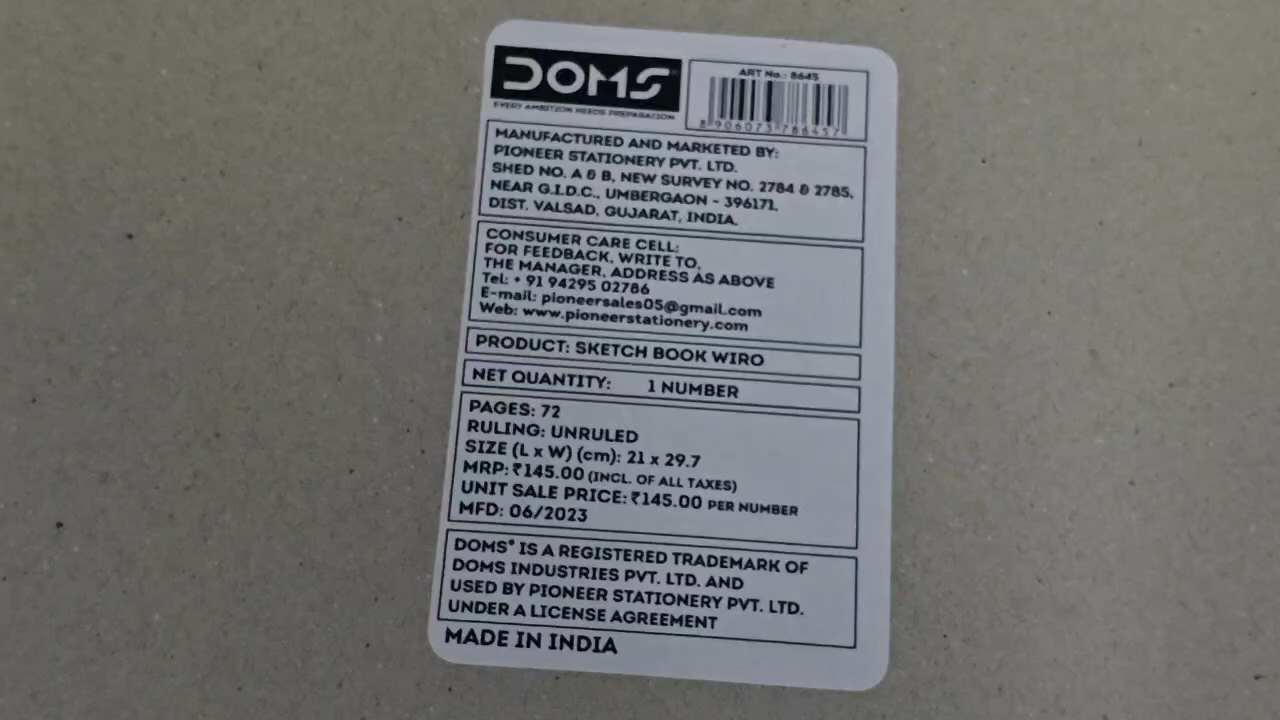 DOMS
EVERY AMBITION NEEDS PREPARATION
ART No.: 8645
8 906073 786457
MANUFACTURED AND MARKETED BY:
PIONEER STATIONERY PVT. LTD.
SHED NO. A & B, NEW SURVEY NO. 2784 & 2785,
NEAR G.I.D.C., UMBERGAON - 396171,
DIST. VALSAD, GUJARAT, INDIA.
CONSUMER CARE CELL:
FOR FEEDBACK, WRITE TO,
THE MANAGER, ADDRESS AS ABOVE
Tel: + 91 94295 02786
E-mail: pioneersales05@gmail.com
Web: www.pioneerstationery.com
PRODUCT: SKETCH BOOK WIRO
NET QUANTITY: 1 NUMBER
PAGES: 72
RULING: UNRULED
SIZE (L x W) (cm): 21 x 29.7
MRP: ₹145.00 (INCL. OF ALL TAXES)
UNIT SALE PRICE: ₹145.00 PER NUMBER
MFD: 06/2023
DOMS® IS A REGISTERED TRADEMARK OF
DOMS INDUSTRIES PVT. LTD. AND
USED BY PIONEER STATIONERY PVT. LTD.
UNDER A LICENSE AGREEMENT
MADE IN INDIA